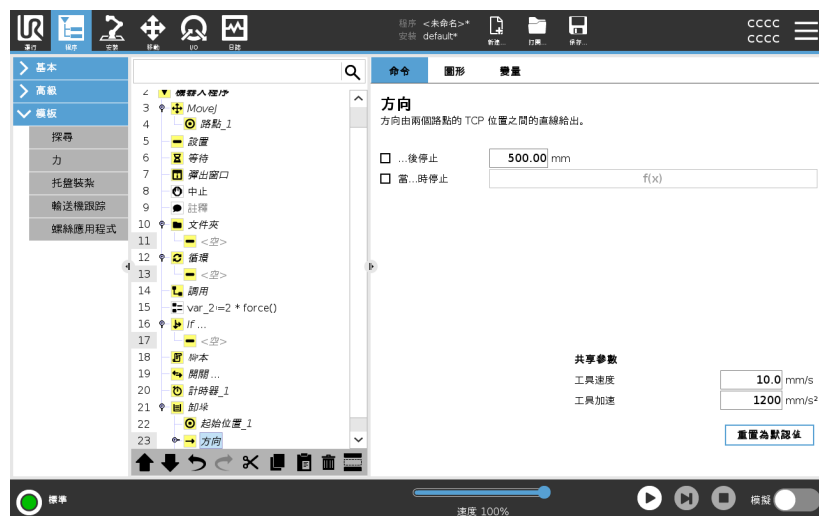 運行
程序
安裝
移動
I/O
日誌
程序 <未命名>*
安裝 default*
新建...
打開...
保存...
cccc
cccc
基本
高級
模板
探尋
力
托盤裝紮
輸送機跟踪
螺絲應用程式
2 機器人程序
3 MoveJ
4 路點_1
5 設置
6 等待
7 彈出窗口
8 中止
9 註釋
10 文件夾
11 <空>
12 循環
13 <空>
14 調用
15 var_2≔2 * force()
16 If ...
17 <空>
18 腳本
19 開關 ...
20 計時器_1
21 卸垛
22 起始位置_1
23 方向
命令 圖形 變量
方向
方向由兩個路點的 TCP 位置之間的直線給出。
...後停止 500.00 mm
當...時停止 f(x)
共享參數
工具速度 10.0 mm/s
工具加速 1200 mm/s²
重置為默認值
標準
速度 100%
模擬